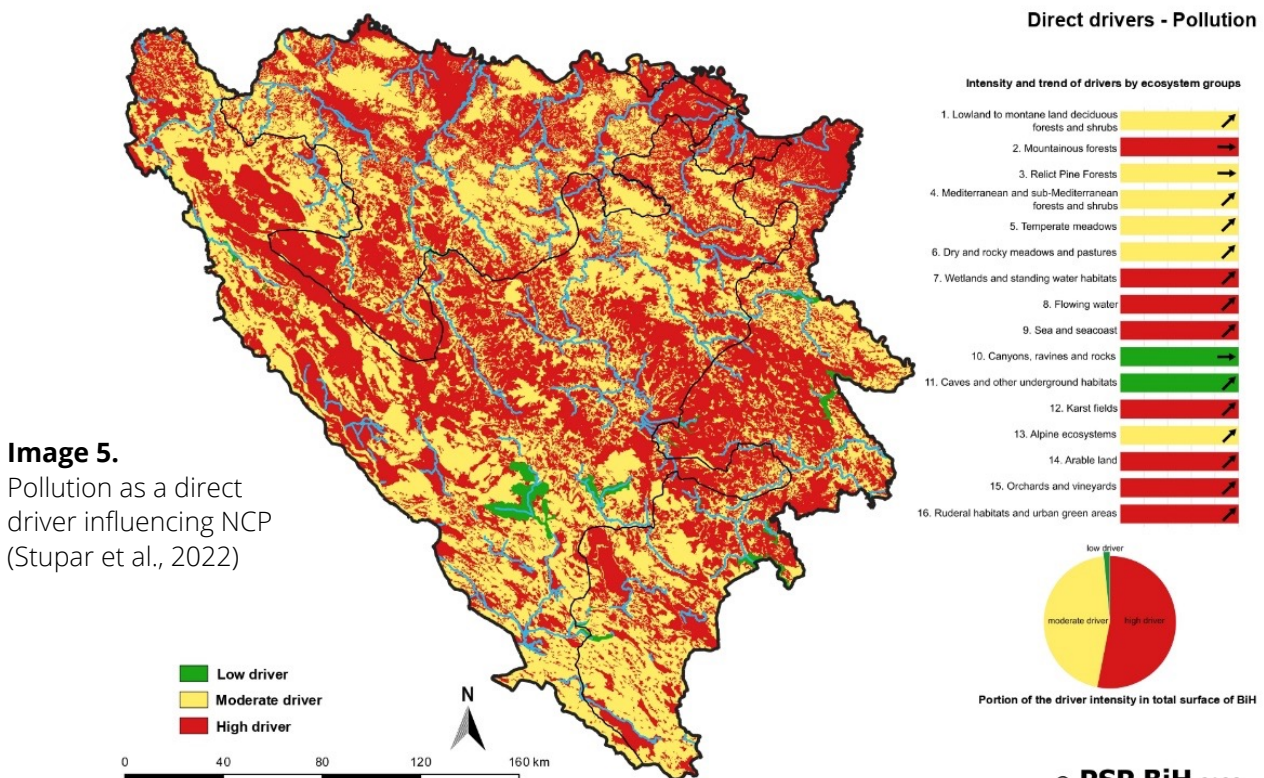 Direct drivers - Pollution
Intensity and trend of drivers by ecosystem groups
1. Lowland to montane land deciduous
forests and shrubs
2. Mountainous forests
3. Relict Pine Forests
4. Mediterranean and sub-Mediterranean
forests and shrubs
5. Temperate meadows
6. Dry and rocky meadows and pastures
7. Wetlands and standing water habitats
8. Flowing water
9. Sea and seacoast
10. Canyons, ravines and rocks
11. Caves and other underground habitats
12. Karst fields
13. Alpine ecosystems
14. Arable land
15. Orchards and vineyards
16. Ruderal habitats and urban green areas
low driver
moderate driver
high driver
Portion of the driver intensity in total surface of BiH
Image 5.
Pollution as a direct
driver influencing NCP
(Stupar et al., 2022)
Low driver
Moderate driver
High driver
N
0 40 80 120 160 km
PSP BiH